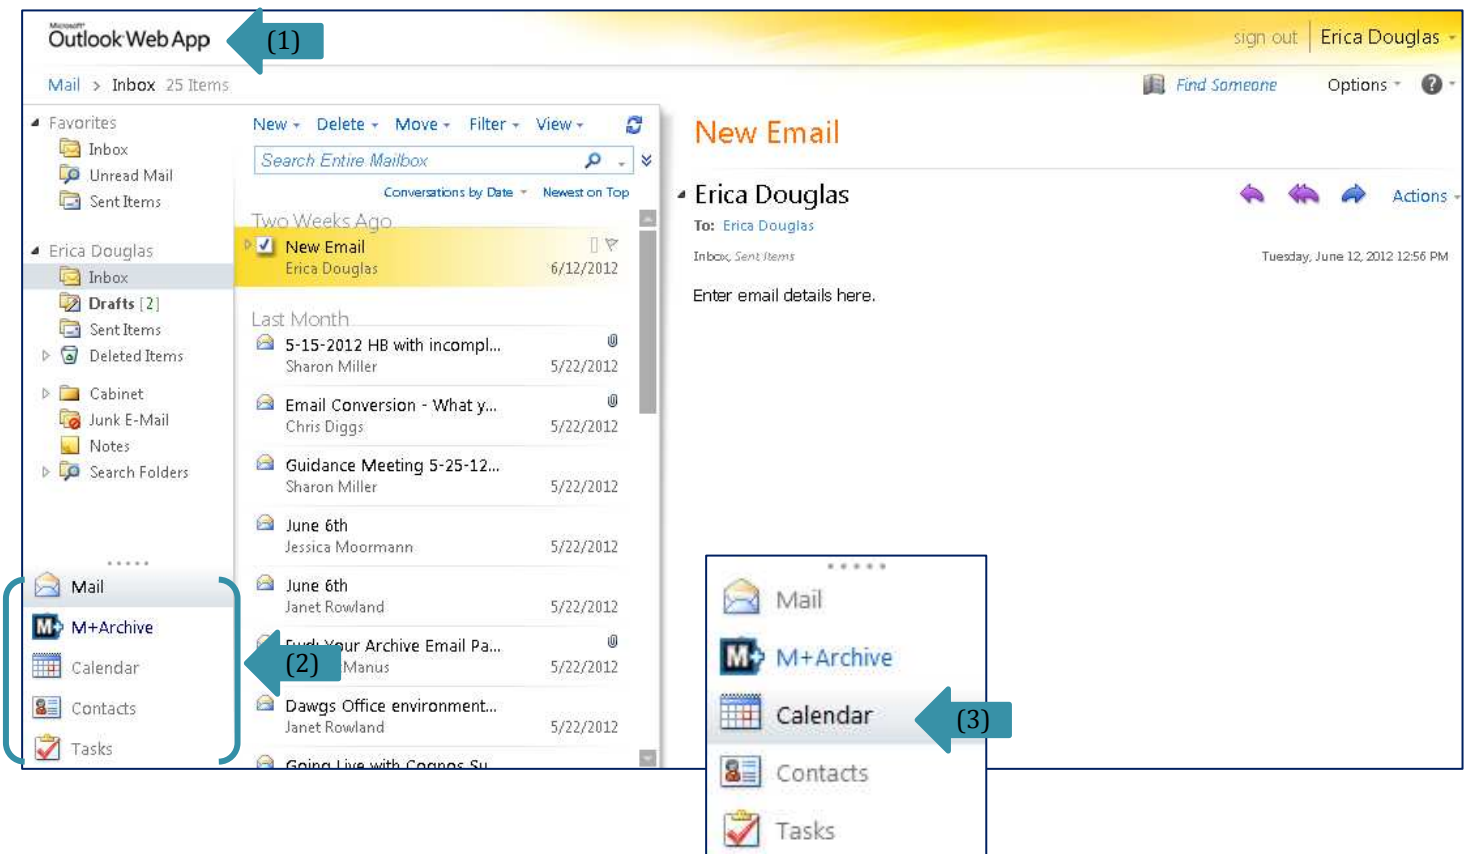 Microsoft
Outlook Web App
(1)
sign out | Erica Douglas
Mail > Inbox 25 Items
Find Someone
Options
?
Favorites
Inbox
Unread Mail
Sent Items
Erica Douglas
Inbox
Drafts [2]
Sent Items
Deleted Items
Cabinet
Junk E-Mail
Notes
Search Folders
Mail
M+Archive
Calendar
Contacts
Tasks
(2)
New Delete Move Filter View
Search Entire Mailbox
Conversations by Date Newest on Top
Two Weeks Ago
New Email
Erica Douglas 6/12/2012
Last Month
5-15-2012 HB with incompl...
Sharon Miller 5/22/2012
Email Conversion - What y...
Chris Diggs 5/22/2012
Guidance Meeting 5-25-12...
Sharon Miller 5/22/2012
June 6th
Jessica Moormann 5/22/2012
June 6th
Janet Rowland 5/22/2012
Your Archive Email Pa...
Manus 5/22/2012
Dawgs Office environment...
Janet Rowland 5/22/2012
Going Live with Cognos Su
New Email
Erica Douglas
Actions
To: Erica Douglas
Inbox, Sent Items
Tuesday, June 12, 2012 12:56 PM
Enter email details here.
Mail
M+Archive
Calendar
(3)
Contacts
Tasks